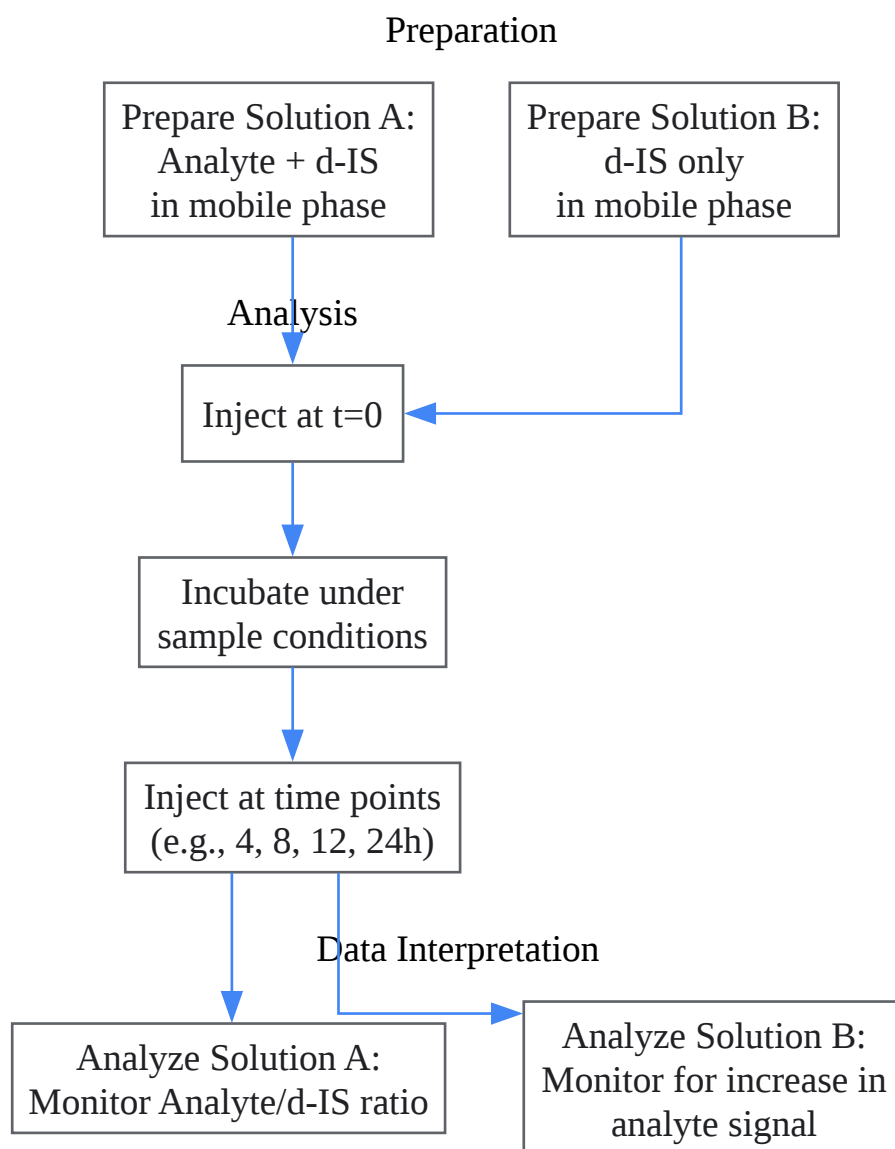 Preparation
Prepare Solution A:
Analyte + d-IS
in mobile phase
Prepare Solution B:
d-IS only
in mobile phase
Analysis
Inject at t=0
Incubate under
sample conditions
Inject at time points
(e.g., 4, 8, 12, 24h)
Data Interpretation
Analyze Solution A:
Monitor Analyte/d-IS ratio
Analyze Solution B:
Monitor for increase in
analyte signal